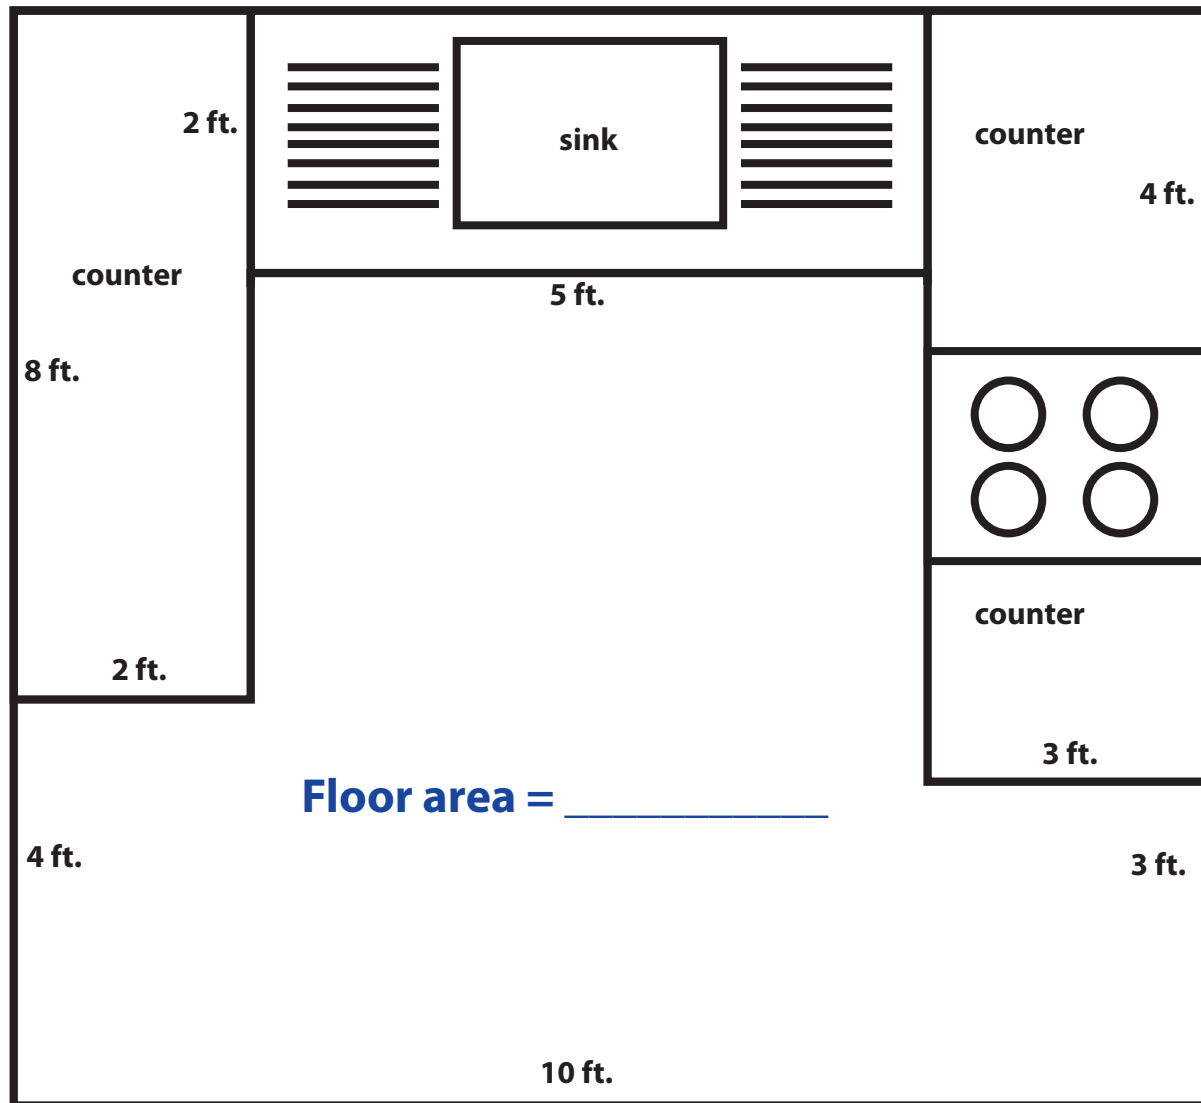 2 ft.
sink
counter
4 ft.
counter
5 ft.
8 ft.
counter
2 ft.
3 ft.
Floor area = ___________
4 ft.
3 ft.
10 ft.